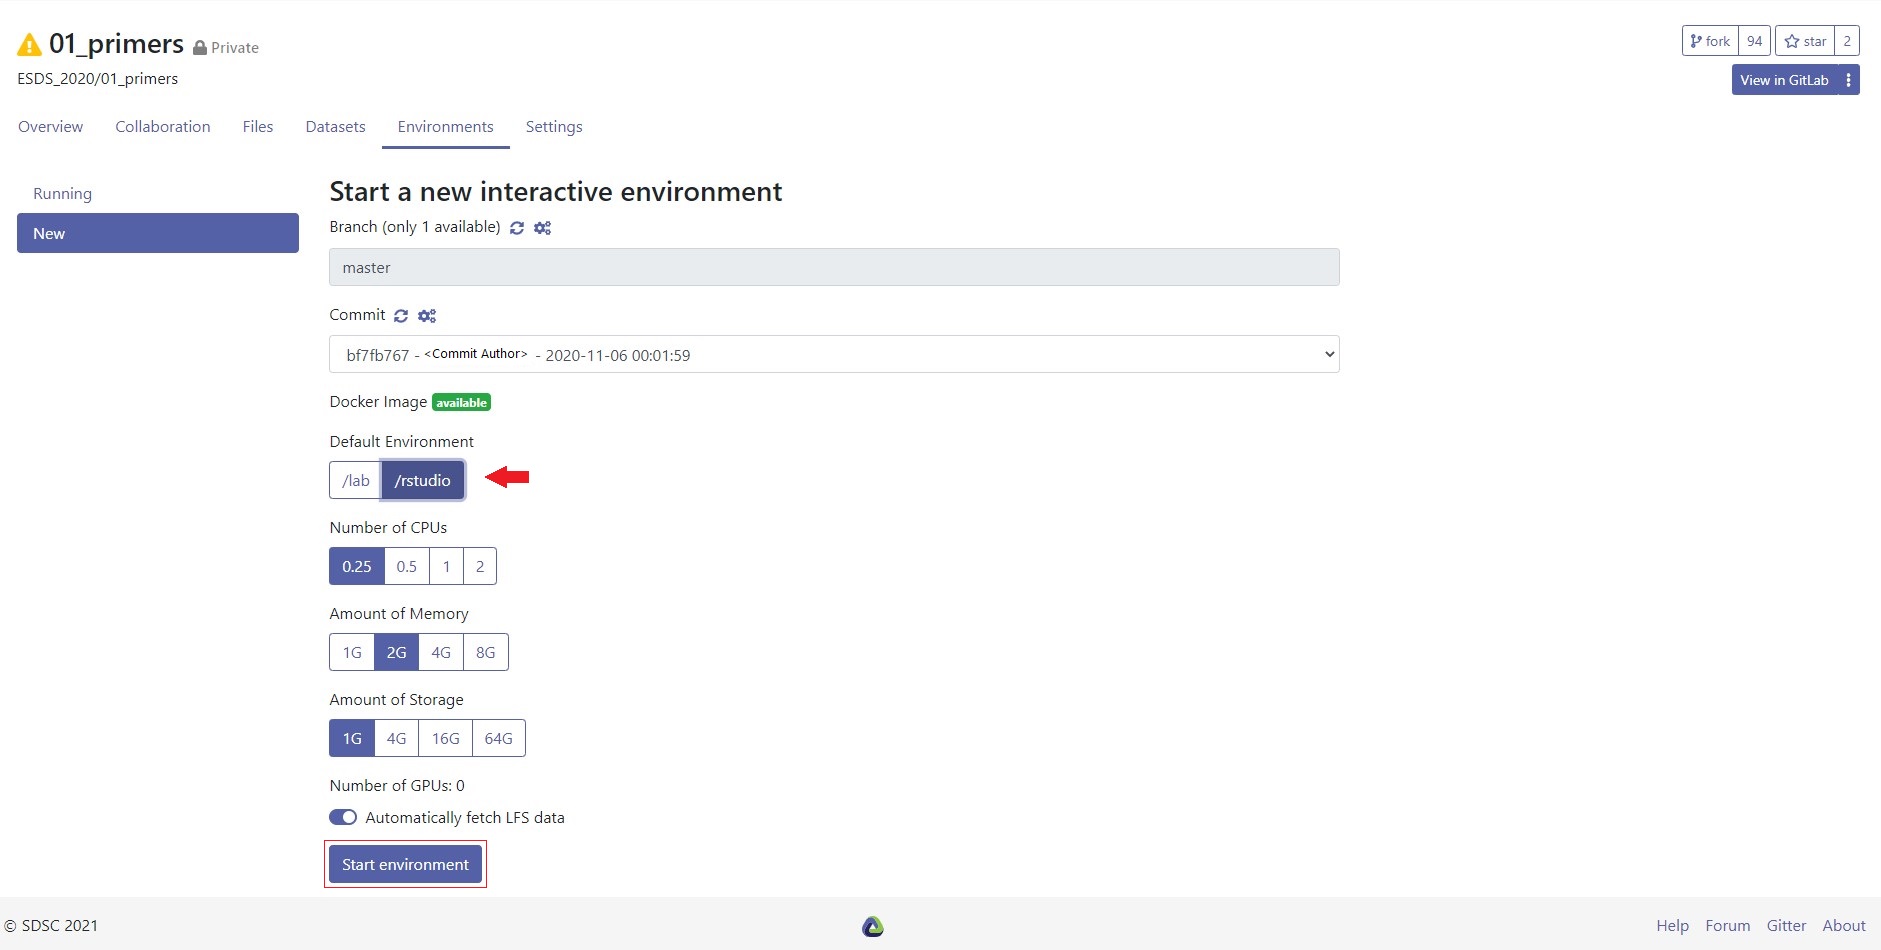 01_primers Private
fork 94 star 2
ESDS_2020/01_primers
View in GitLab
Overview Collaboration Files Datasets Environments Settings
Running
New
Start a new interactive environment
Branch (only 1 available)
master
Commit
bf7fb767 - <Commit Author> - 2020-11-06 00:01:59
Docker Image available
Default Environment
/lab /rstudio
Number of CPUs
0.25 0.5 1 2
Amount of Memory
1G 2G 4G 8G
Amount of Storage
1G 4G 16G 64G
Number of GPUs: 0
Automatically fetch LFS data
Start environment
© SDSC 2021
Help Forum Gitter About